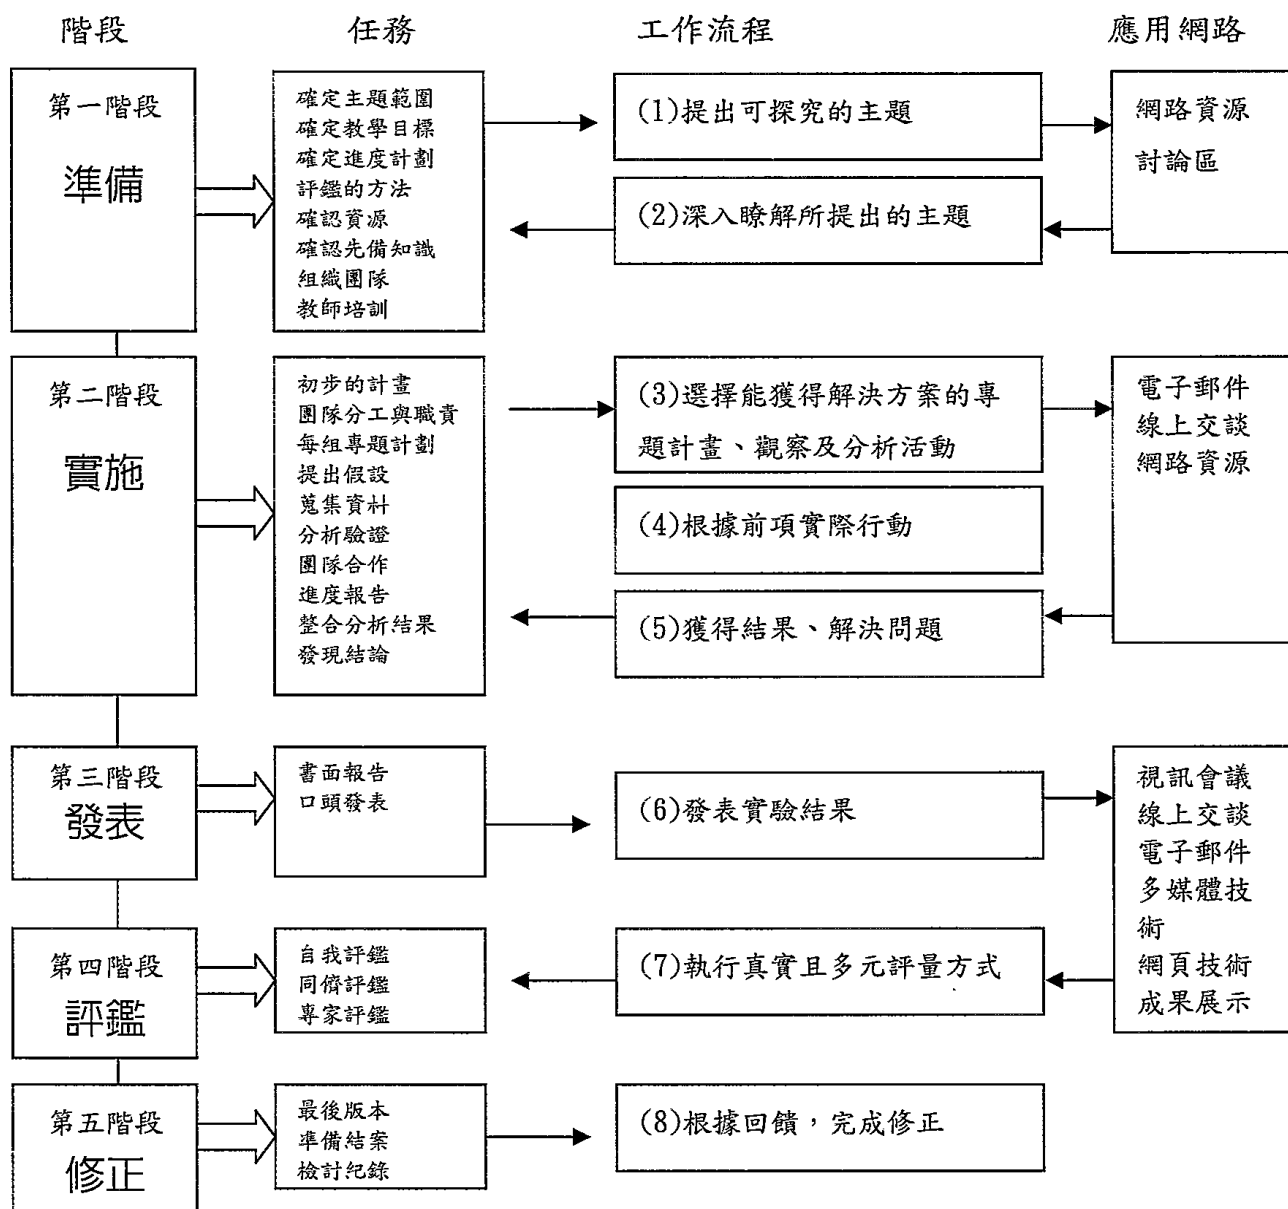 階段 任務 工作流程 應用網路
第一階段
準備
確定主題範圍
確定教學目標
確定進度計劃
評鑑的方法
確認資源
確認先備知識
組織團隊
教師培訓
(1)提出可探究的主題
(2)深入瞭解所提出的主題
網路資源
討論區
第二階段
實施
初步的計畫
團隊分工與職責
每組專題計劃
提出假設
蒐集資料
分析驗證
團隊合作
進度報告
整合分析結果
發現結論
(3)選擇能獲得解決方案的專
題計畫、觀察及分析活動
(4)根據前項實際行動
(5)獲得結果、解決問題
電子郵件
線上交談
網路資源
第三階段
發表
書面報告
口頭發表
(6)發表實驗結果
視訊會議
線上交談
電子郵件
多媒體技
術
網頁技術
成果展示
第四階段
評鑑
自我評鑑
同儕評鑑
專家評鑑
(7)執行真實且多元評量方式
第五階段
修正
最後版本
準備結案
檢討紀錄
(8)根據回饋，完成修正